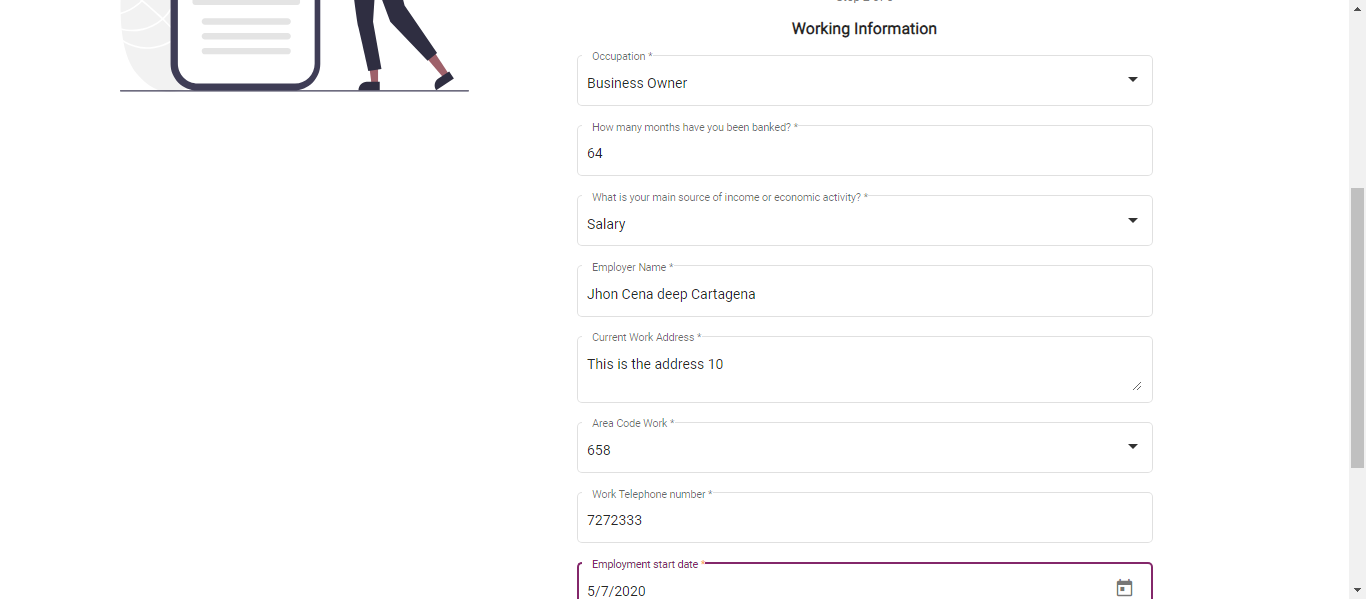 Working Information
Occupation *
Business Owner
How many months have you been banked? *
64
What is your main source of income or economic activity? *
Salary
Employer Name *
Jhon Cena deep Cartagena
Current Work Address *
This is the address 10
Area Code Work *
658
Work Telephone number *
7272333
Employment start date *
5/7/2020